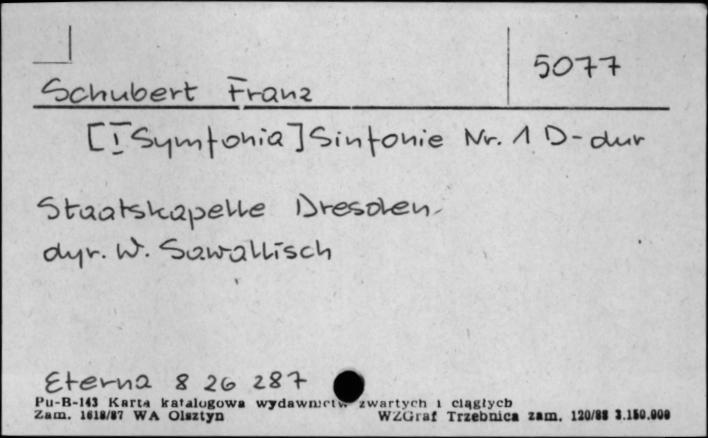 5077
Schubert Franz
[I Symfonia] Sinfonie Nr. 1 D-dur
Staatskapelle Dresden
dyr. W. Sawallisch
Eterna 8 26 287
Pu-B-143 Karta katalogowa wydawnictw zwartych i ciągłych
Zam. 1618/87 WA Olsztyn WZGraf Trzebnica zam. 120/88 3.150.000